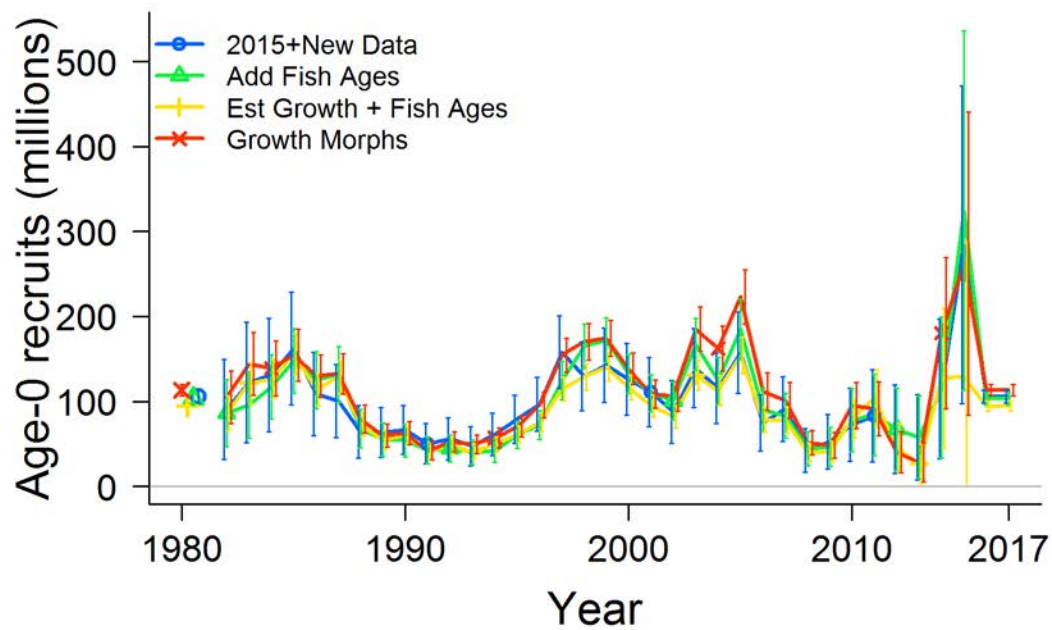 Age-0 recruits (millions)
500
400
300
200
100
0
2015+New Data
Add Fish Ages
Est Growth + Fish Ages
Growth Morphs
1980
1990
2000
2010
2017
Year